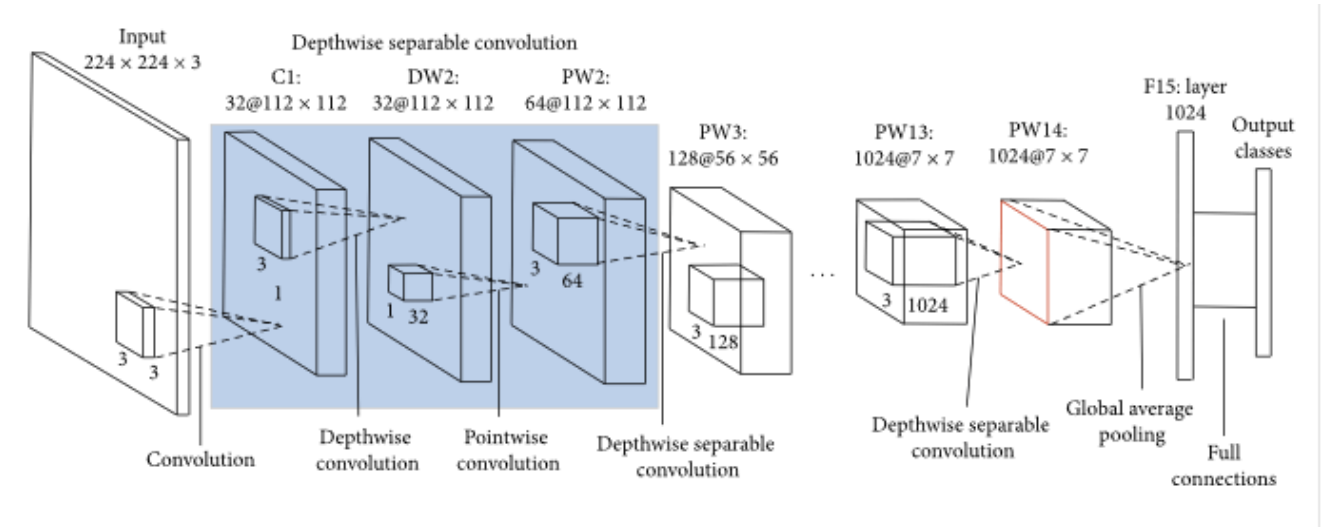 Input
224 × 224 × 3
Depthwise separable convolution
C1:
32@112 × 112
DW2:
32@112 × 112
PW2:
64@112 × 112
PW3:
128@56 × 56
PW13:
1024@7 × 7
PW14:
1024@7 × 7
F15: layer
1024
Output
classes
3
3
3
1
1
32
3
64
3
128
...
3
1024
Convolution
Depthwise
convolution
Pointwise
convolution
Depthwise separable
convolution
Depthwise separable
convolution
Global average
pooling
Full
connections